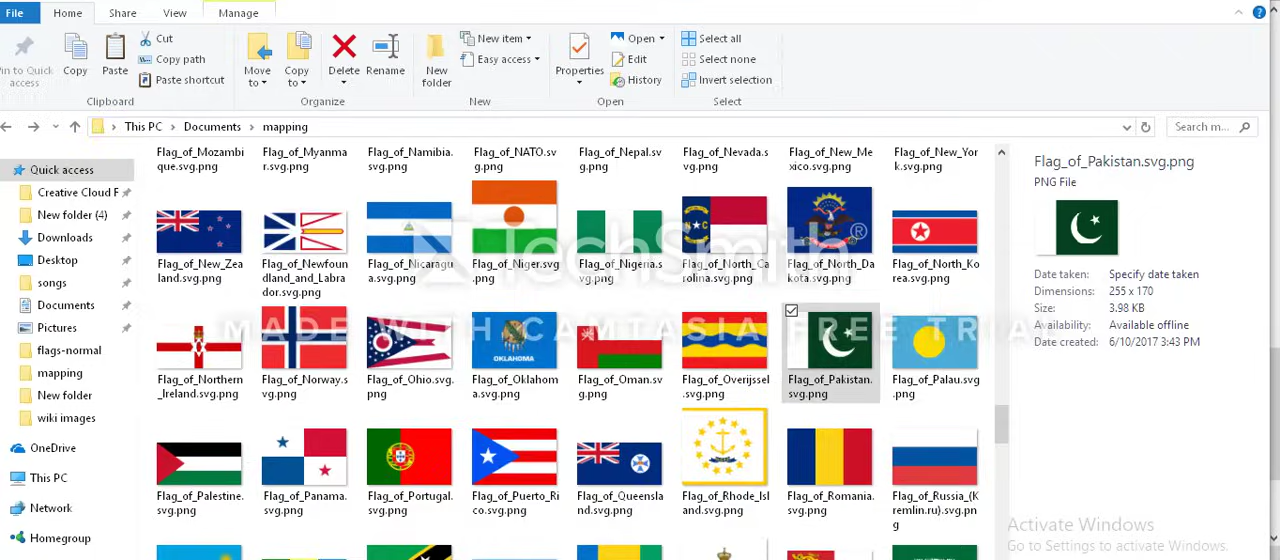 File Home Share View Manage
Pin to Quick access
Copy
Paste
Cut
Copy path
Paste shortcut
Move to
Copy to
Delete
Rename
New folder
New item
Easy access
Properties
Open
Edit
History
Select all
Select none
Invert selection
Clipboard Organize New Open Select
This PC Documents mapping
Search m...
Quick access
Creative Cloud F
New folder (4)
Downloads
Desktop
songs
Documents
Pictures
flags-normal
mapping
New folder
wiki images
OneDrive
This PC
Network
Homegroup
Flag_of_Mozambique.svg.png
Flag_of_Myanmar.svg.png
Flag_of_Namibia.svg.png
Flag_of_NATO.svg.png
Flag_of_Nepal.svg.png
Flag_of_Nevada.svg.png
Flag_of_New_Mexico.svg.png
Flag_of_New_York.svg.png
Flag_of_New_Zealand.svg.png
Flag_of_Newfoundland_and_Labrador.svg.png
Flag_of_Nicaragua.svg.png
Flag_of_Niger.svg.png
Flag_of_Nigeria.svg.png
Flag_of_North_Carolina.svg.png
Flag_of_North_Dakota.svg.png
Flag_of_North_Korea.svg.png
Flag_of_Northern_Ireland.svg.png
Flag_of_Norway.svg.png
Flag_of_Ohio.svg.png
OKLAHOMA
Flag_of_Oklahoma.svg.png
Flag_of_Oman.svg.png
Flag_of_Overijssel.svg.png
Flag_of_Pakistan.svg.png
Flag_of_Palau.svg.png
Flag_of_Palestine.svg.png
Flag_of_Panama.svg.png
Flag_of_Portugal.svg.png
Flag_of_Puerto_Rico.svg.png
Flag_of_Queensland.svg.png
Flag_of_Rhode_Island.svg.png
Flag_of_Romania.svg.png
Flag_of_Russia_(Kremlin.ru).svg.png
TechSmith®
MADE WITH CAMTASIA FREE TRIAL
Flag_of_Pakistan.svg.png
PNG File
Date taken: Specify date taken
Dimensions: 255 x 170
Size: 3.98 KB
Availability: Available offline
Date created: 6/10/2017 3:43 PM
Activate Windows
Go to Settings to activate Windows.